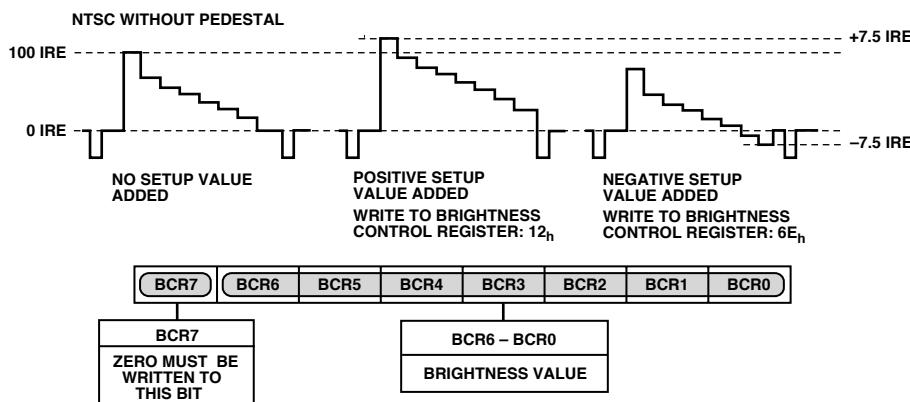 NTSC WITHOUT PEDESTAL
+7.5 IRE
100 IRE
0 IRE
–7.5 IRE
NO SETUP VALUE
ADDED
POSITIVE SETUP
VALUE ADDED
WRITE TO BRIGHTNESS
CONTROL REGISTER: 12h
NEGATIVE SETUP
VALUE ADDED
WRITE TO BRIGHTNESS
CONTROL REGISTER: 6Eh
BCR7 BCR6 BCR5 BCR4 BCR3 BCR2 BCR1 BCR0
BCR7
ZERO MUST BE
WRITTEN TO
THIS BIT
BCR6 – BCR0
BRIGHTNESS VALUE